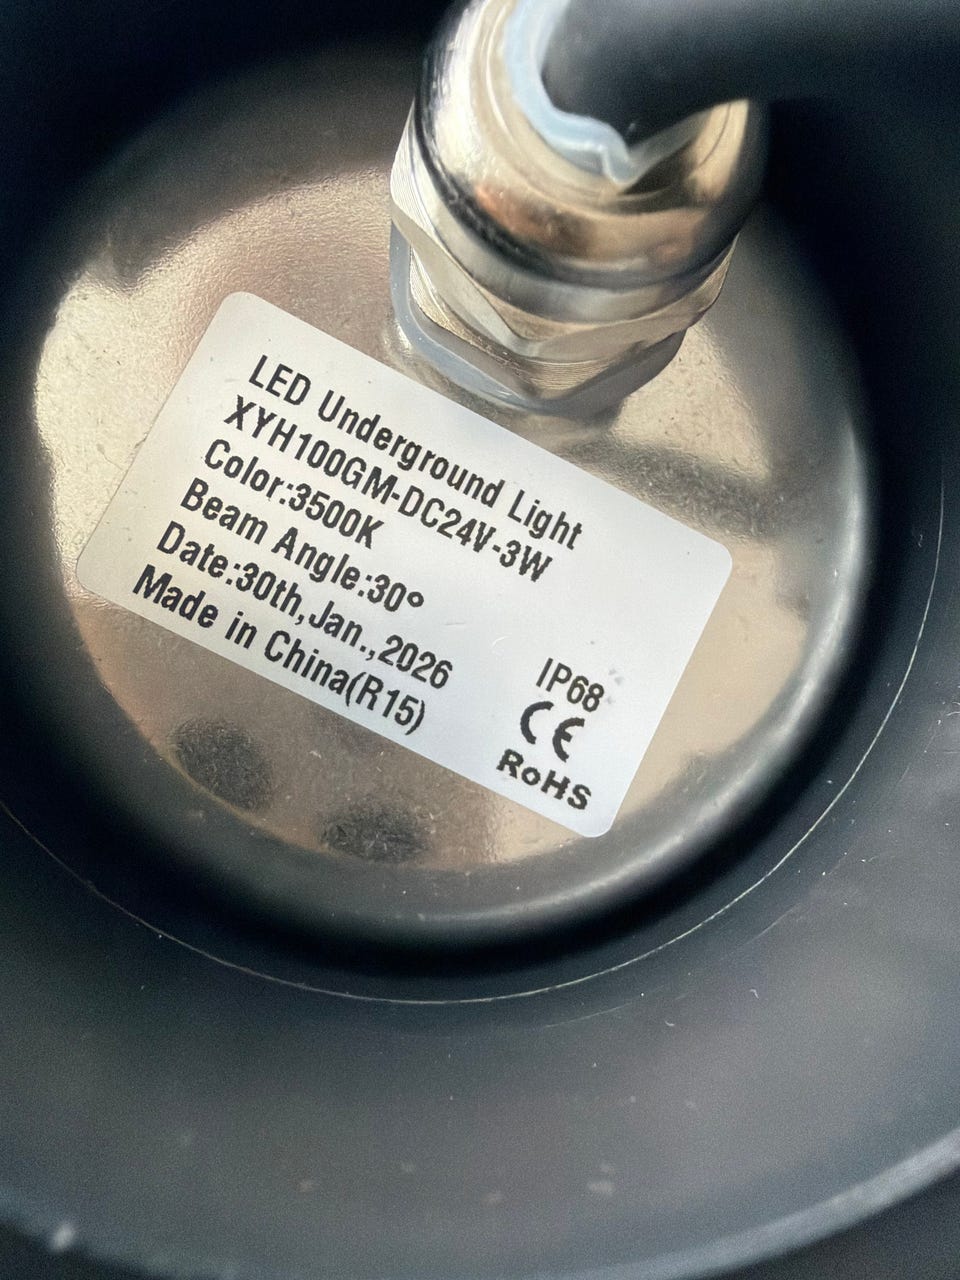 LED Underground Light
XYH100GM-DC24V-3W
Color:3500K
Beam Angle:30°
Date:30th,Jan.,2026
Made in China(R15)
IP68
CE
RoHS